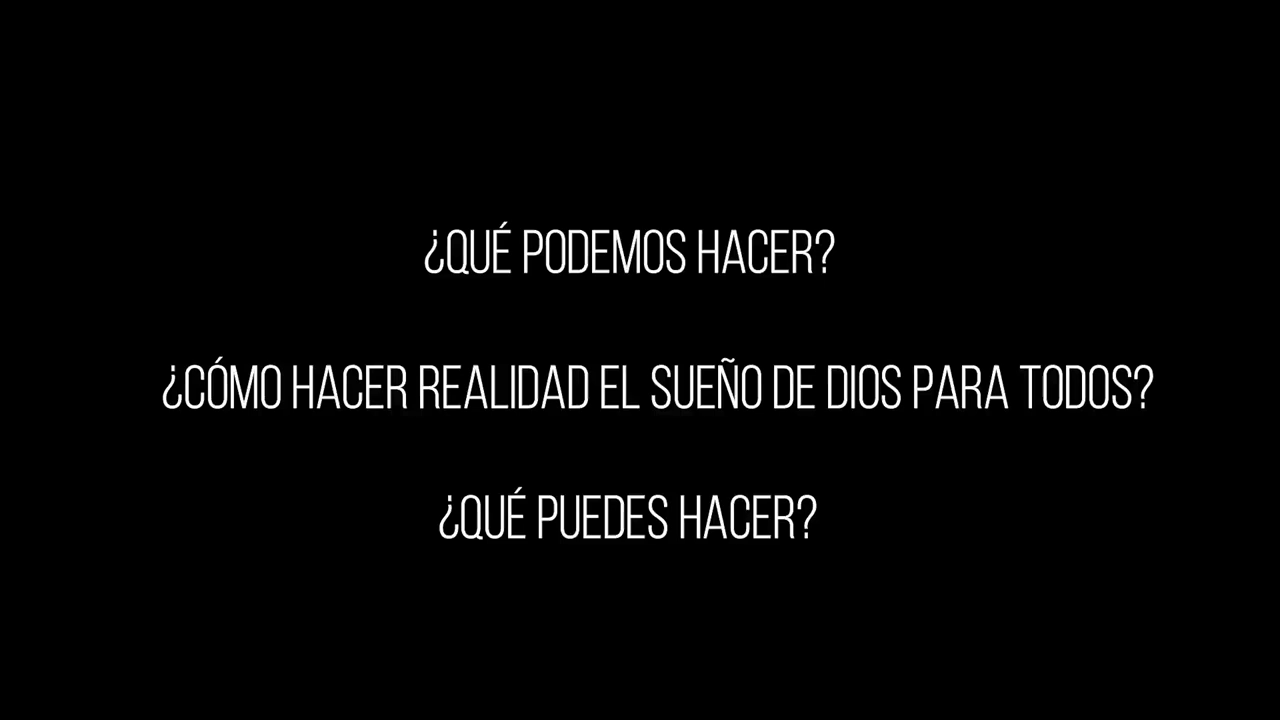 ¿QUÉ PODEMOS HACER?
¿CÓMO HACER REALIDAD EL SUEÑO DE DIOS PARA TODOS?
¿QUÉ PUEDES HACER?